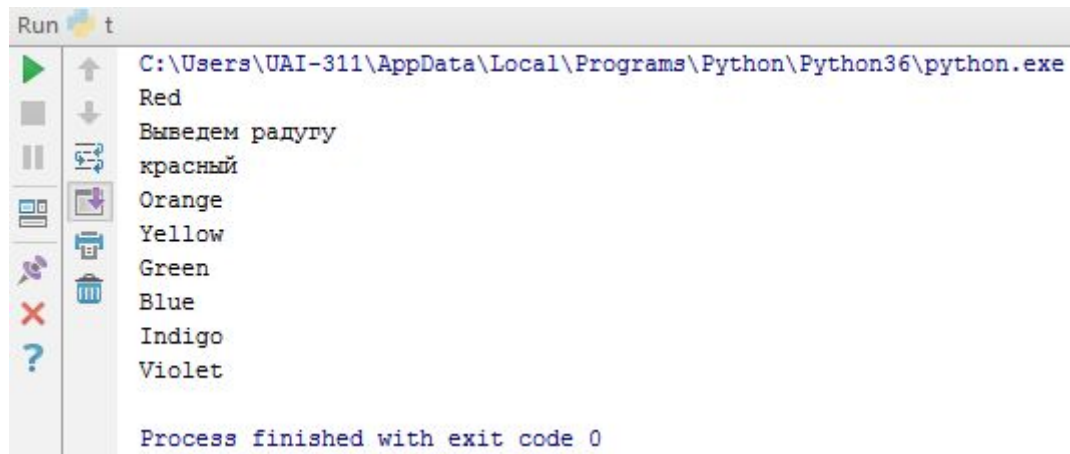 Run t
C:\Users\UAI-311\AppData\Local\Programs\Python\Python36\python.exe
Red
Выведем радугу
красный
Orange
Yellow
Green
Blue
Indigo
Violet
Process finished with exit code 0